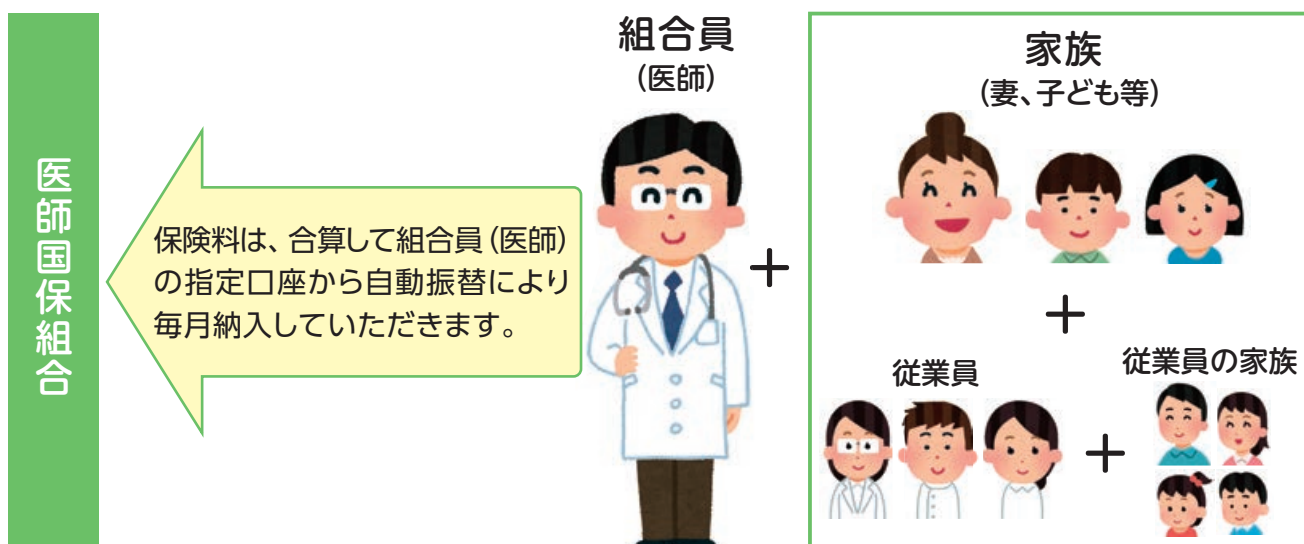 医師国保組合
保険料は、合算して組合員(医師)
の指定口座から自動振替により
毎月納入していただきます。
組合員
(医師)
+
家族
(妻、子ども等)
+
従業員
+
従業員の家族